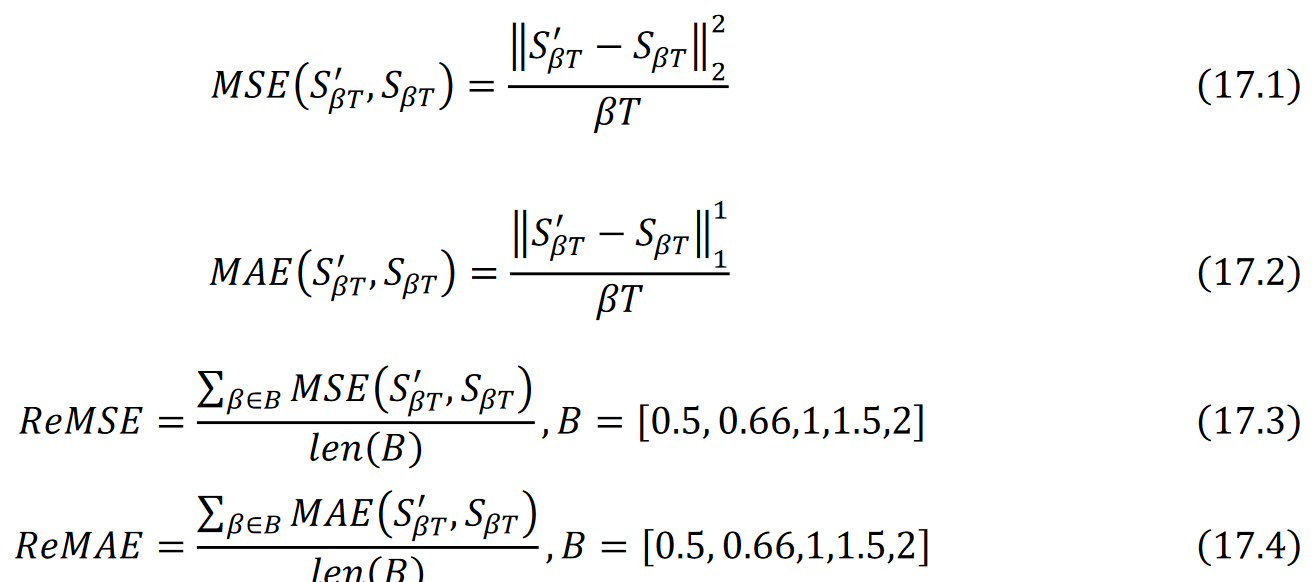 MSE(S′_{βT}, S_{βT}) = ‖S′_{βT} − S_{βT}‖_2^2 / βT (17.1)
MAE(S′_{βT}, S_{βT}) = ‖S′_{βT} − S_{βT}‖_1^1 / βT (17.2)
ReMSE = ∑_{β∈B} MSE(S′_{βT}, S_{βT}) / len(B) , B = [0.5, 0.66,1,1.5,2] (17.3)
ReMAE = ∑_{β∈B} MAE(S′_{βT}, S_{βT}) / len(B) , B = [0.5, 0.66,1,1.5,2] (17.4)